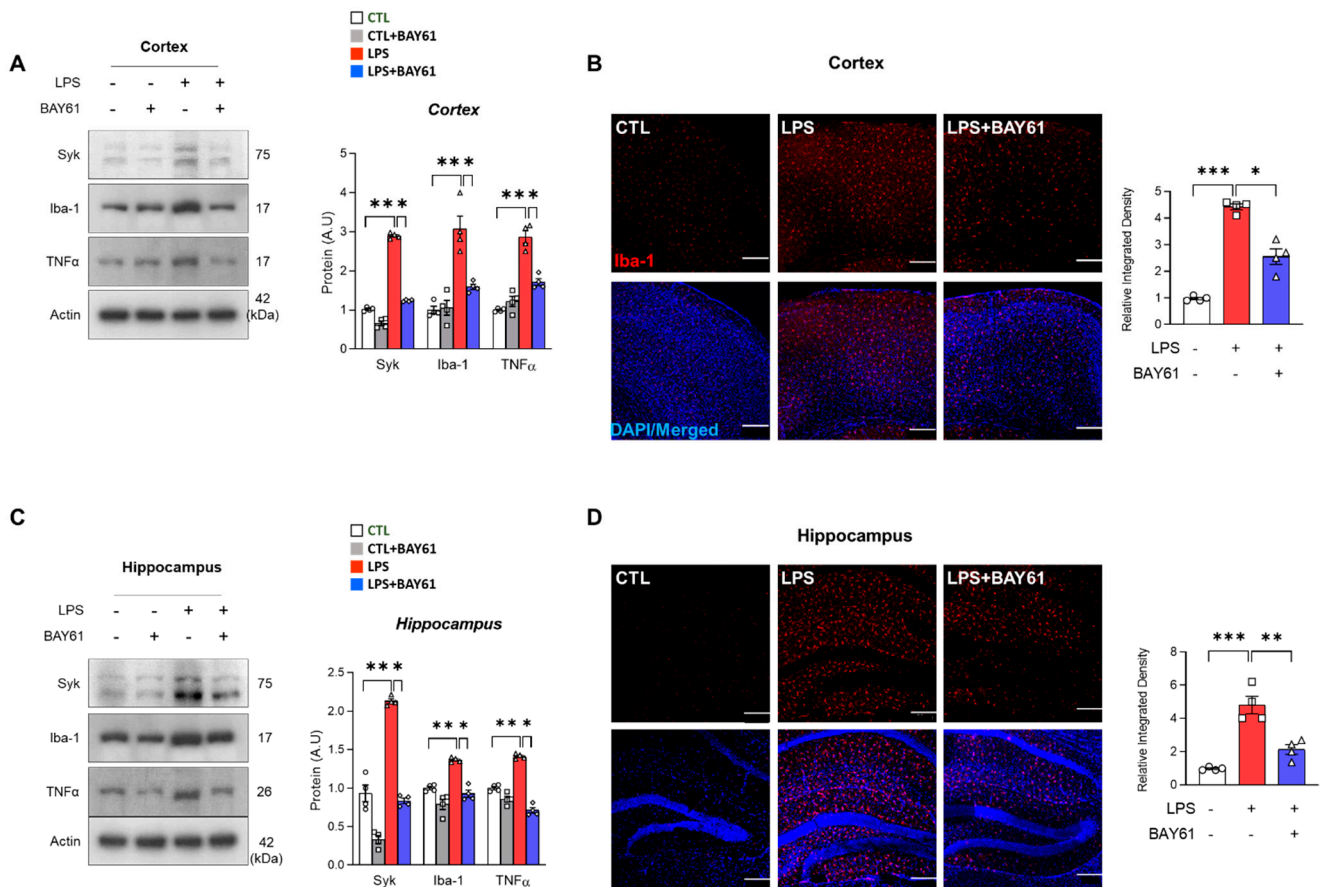 A
Cortex
LPS - - + +
BAY61 - + - +
Syk 75
Iba-1 17
TNFα 17
Actin 42
(kDa)
CTL
CTL+BAY61
LPS
LPS+BAY61
Cortex
*** *** ***
Protein (A.U)
5
4
3
2
1
0
Syk Iba-1 TNFα
B
Cortex
CTL LPS LPS+BAY61
Iba-1
DAPI/Merged
*** *
Relative Integrated Density
5
4
3
2
1
0
LPS - + +
BAY61 - - +
C
Hippocampus
LPS - - + +
BAY61 - + - +
Syk 75
Iba-1 17
TNFα 26
Actin 42
(kDa)
CTL
CTL+BAY61
LPS
LPS+BAY61
Hippocampus
*** *** ***
Protein (A.U)
2.5
2.0
1.5
1.0
0.5
0.0
Syk Iba-1 TNFα
D
Hippocampus
CTL LPS LPS+BAY61
*** **
Relative Integrated Density
8
6
4
2
0
LPS - + +
BAY61 - - +